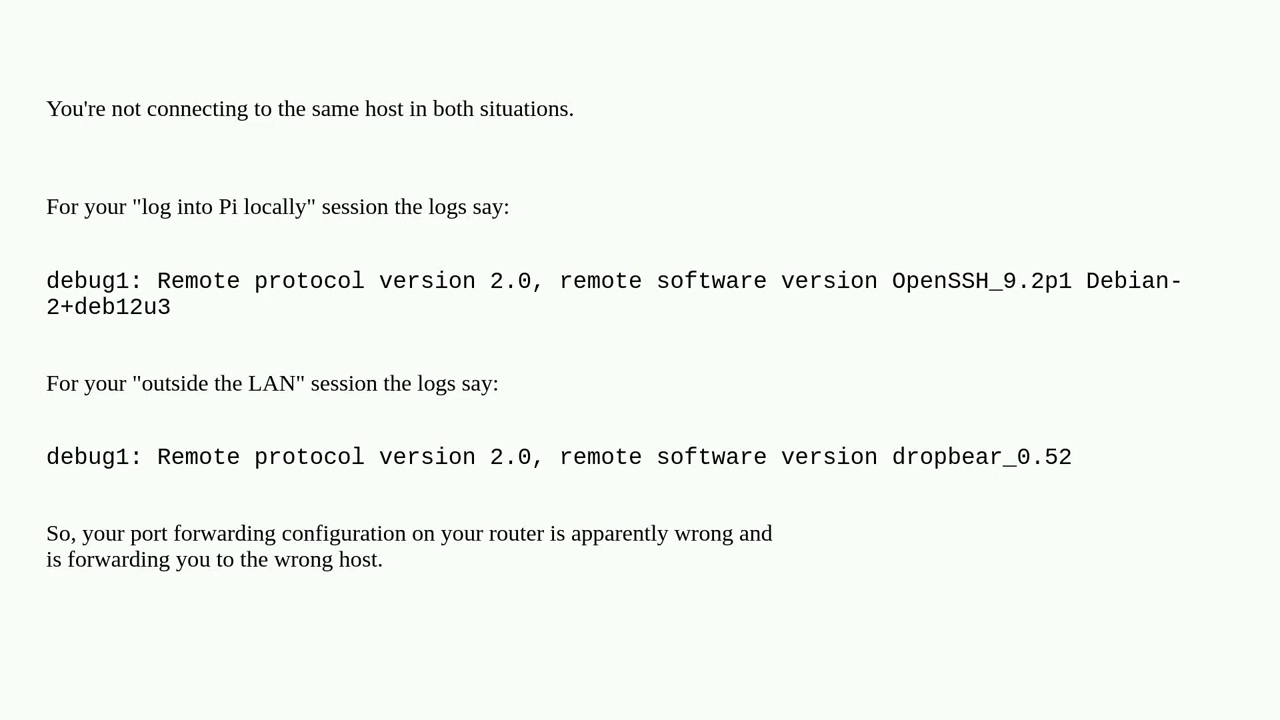 You're not connecting to the same host in both situations.
For your "log into Pi locally" session the logs say:
debug1: Remote protocol version 2.0, remote software version OpenSSH_9.2p1 Debian-
2+deb12u3
For your "outside the LAN" session the logs say:
debug1: Remote protocol version 2.0, remote software version dropbear_0.52
So, your port forwarding configuration on your router is apparently wrong and
is forwarding you to the wrong host.